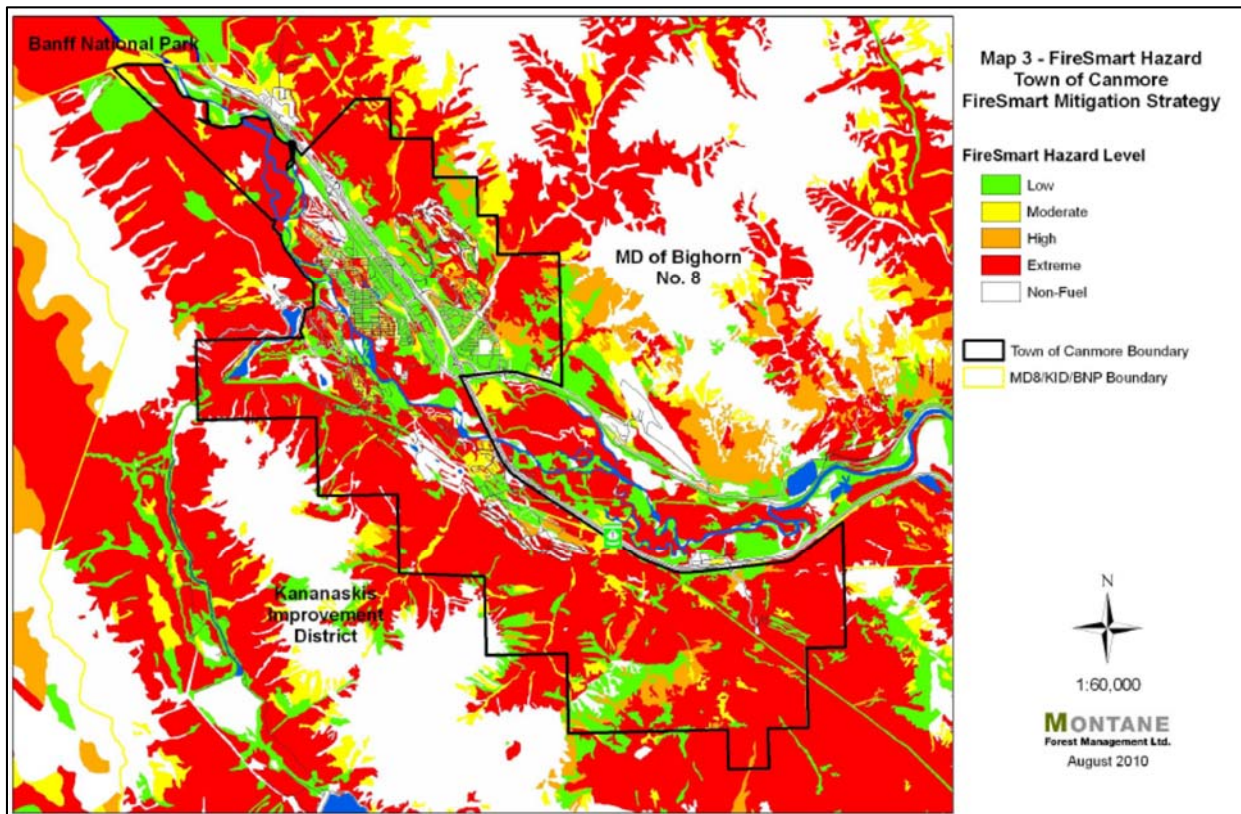 Banff National Park
MD of Bighorn
No. 8
Kananaskis
Improvement
District
Map 3 - FireSmart Hazard
Town of Canmore
FireSmart Mitigation Strategy
FireSmart Hazard Level
Low
Moderate
High
Extreme
Non-Fuel
Town of Canmore Boundary
MD8/KID/BNP Boundary
N
1:60,000
MONTANE
Forest Management Ltd.
August 2010